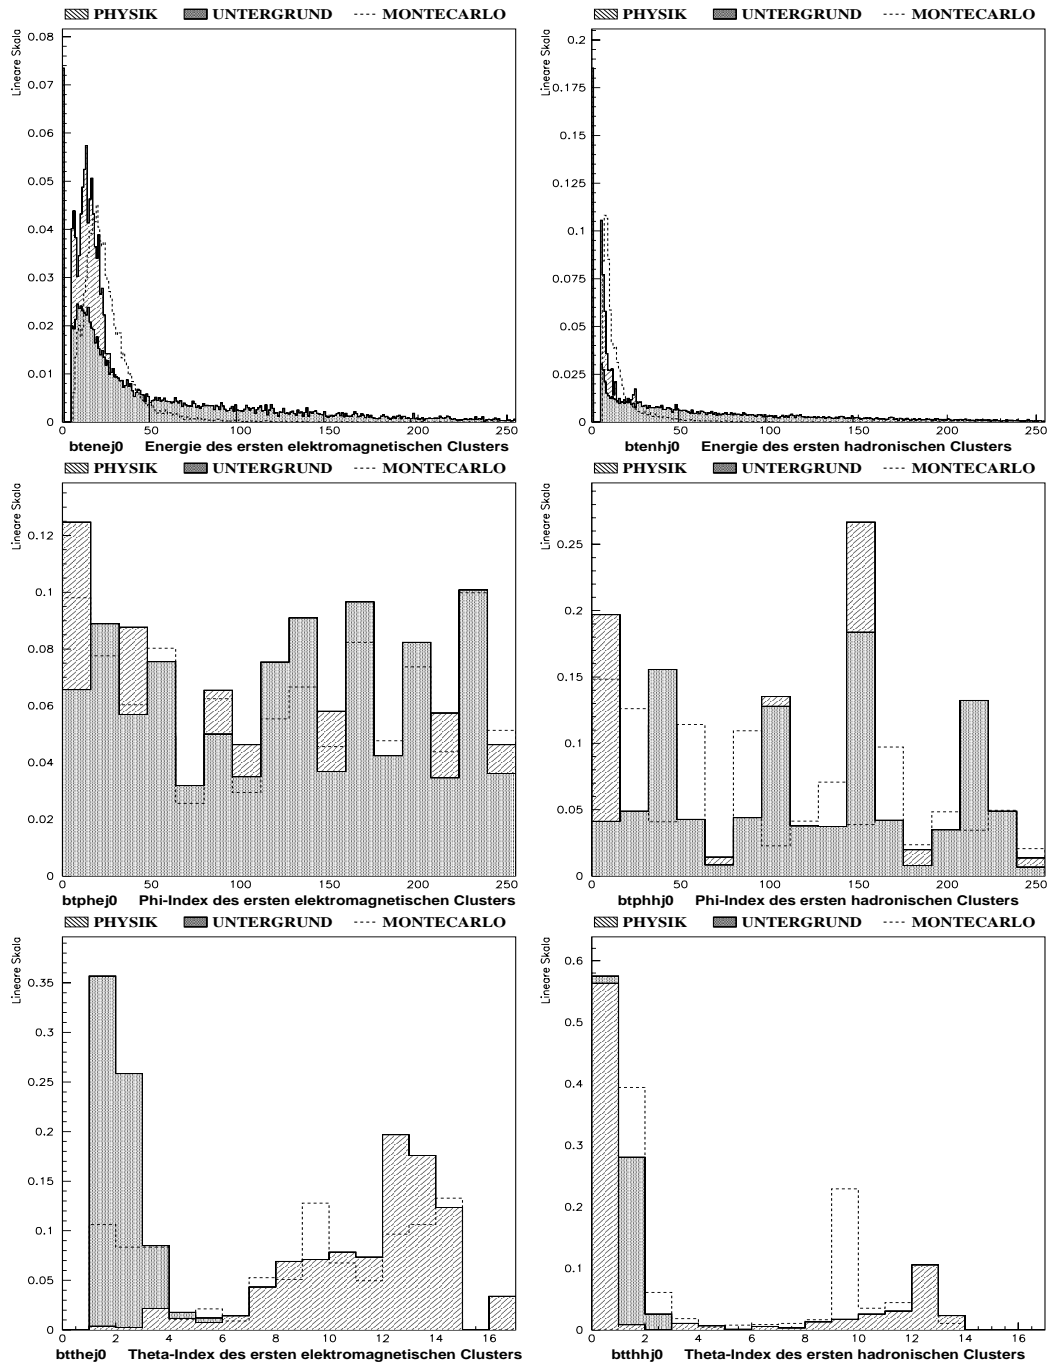 PHYSIK UNTERGRUND MONTECARLO
Lineare Skala
0.08
0.07
0.06
0.05
0.04
0.03
0.02
0.01
0
0 50 100 150 200 250
btenej0 Energie des ersten elektromagnetischen Clusters
PHYSIK UNTERGRUND MONTECARLO
Lineare Skala
0.2
0.175
0.15
0.125
0.1
0.075
0.05
0.025
0
0 50 100 150 200 250
btenhj0 Energie des ersten hadronischen Clusters
PHYSIK UNTERGRUND MONTECARLO
Lineare Skala
0.12
0.1
0.08
0.06
0.04
0.02
0
0 50 100 150 200 250
btphej0 Phi-Index des ersten elektromagnetischen Clusters
PHYSIK UNTERGRUND MONTECARLO
Lineare Skala
0.25
0.2
0.15
0.1
0.05
0
0 50 100 150 200 250
btphhj0 Phi-Index des ersten hadronischen Clusters
PHYSIK UNTERGRUND MONTECARLO
Lineare Skala
0.35
0.3
0.25
0.2
0.15
0.1
0.05
0
0 2 4 6 8 10 12 14 16
btthej0 Theta-Index des ersten elektromagnetischen Clusters
PHYSIK UNTERGRUND MONTECARLO
Lineare Skala
0.6
0.5
0.4
0.3
0.2
0.1
0
0 2 4 6 8 10 12 14 16
btthhj0 Theta-Index des ersten hadronischen Clusters